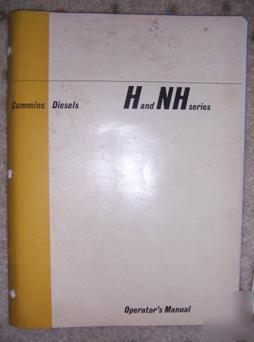 Cummins Diesels H and NH series
Operator's Manual